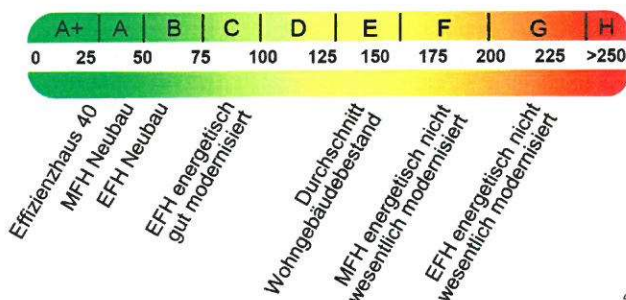 A+ A B C D E F G H
0 25 50 75 100 125 150 175 200 225 >250
Effizienzhaus 40
MFH Neubau
EFH Neubau
EFH energetisch
gut modernisiert
Durchschnitt
Wohngebäudebestand
MFH energetisch nicht
wesentlich modernisiert
EFH energetisch nicht
wesentlich modernisiert